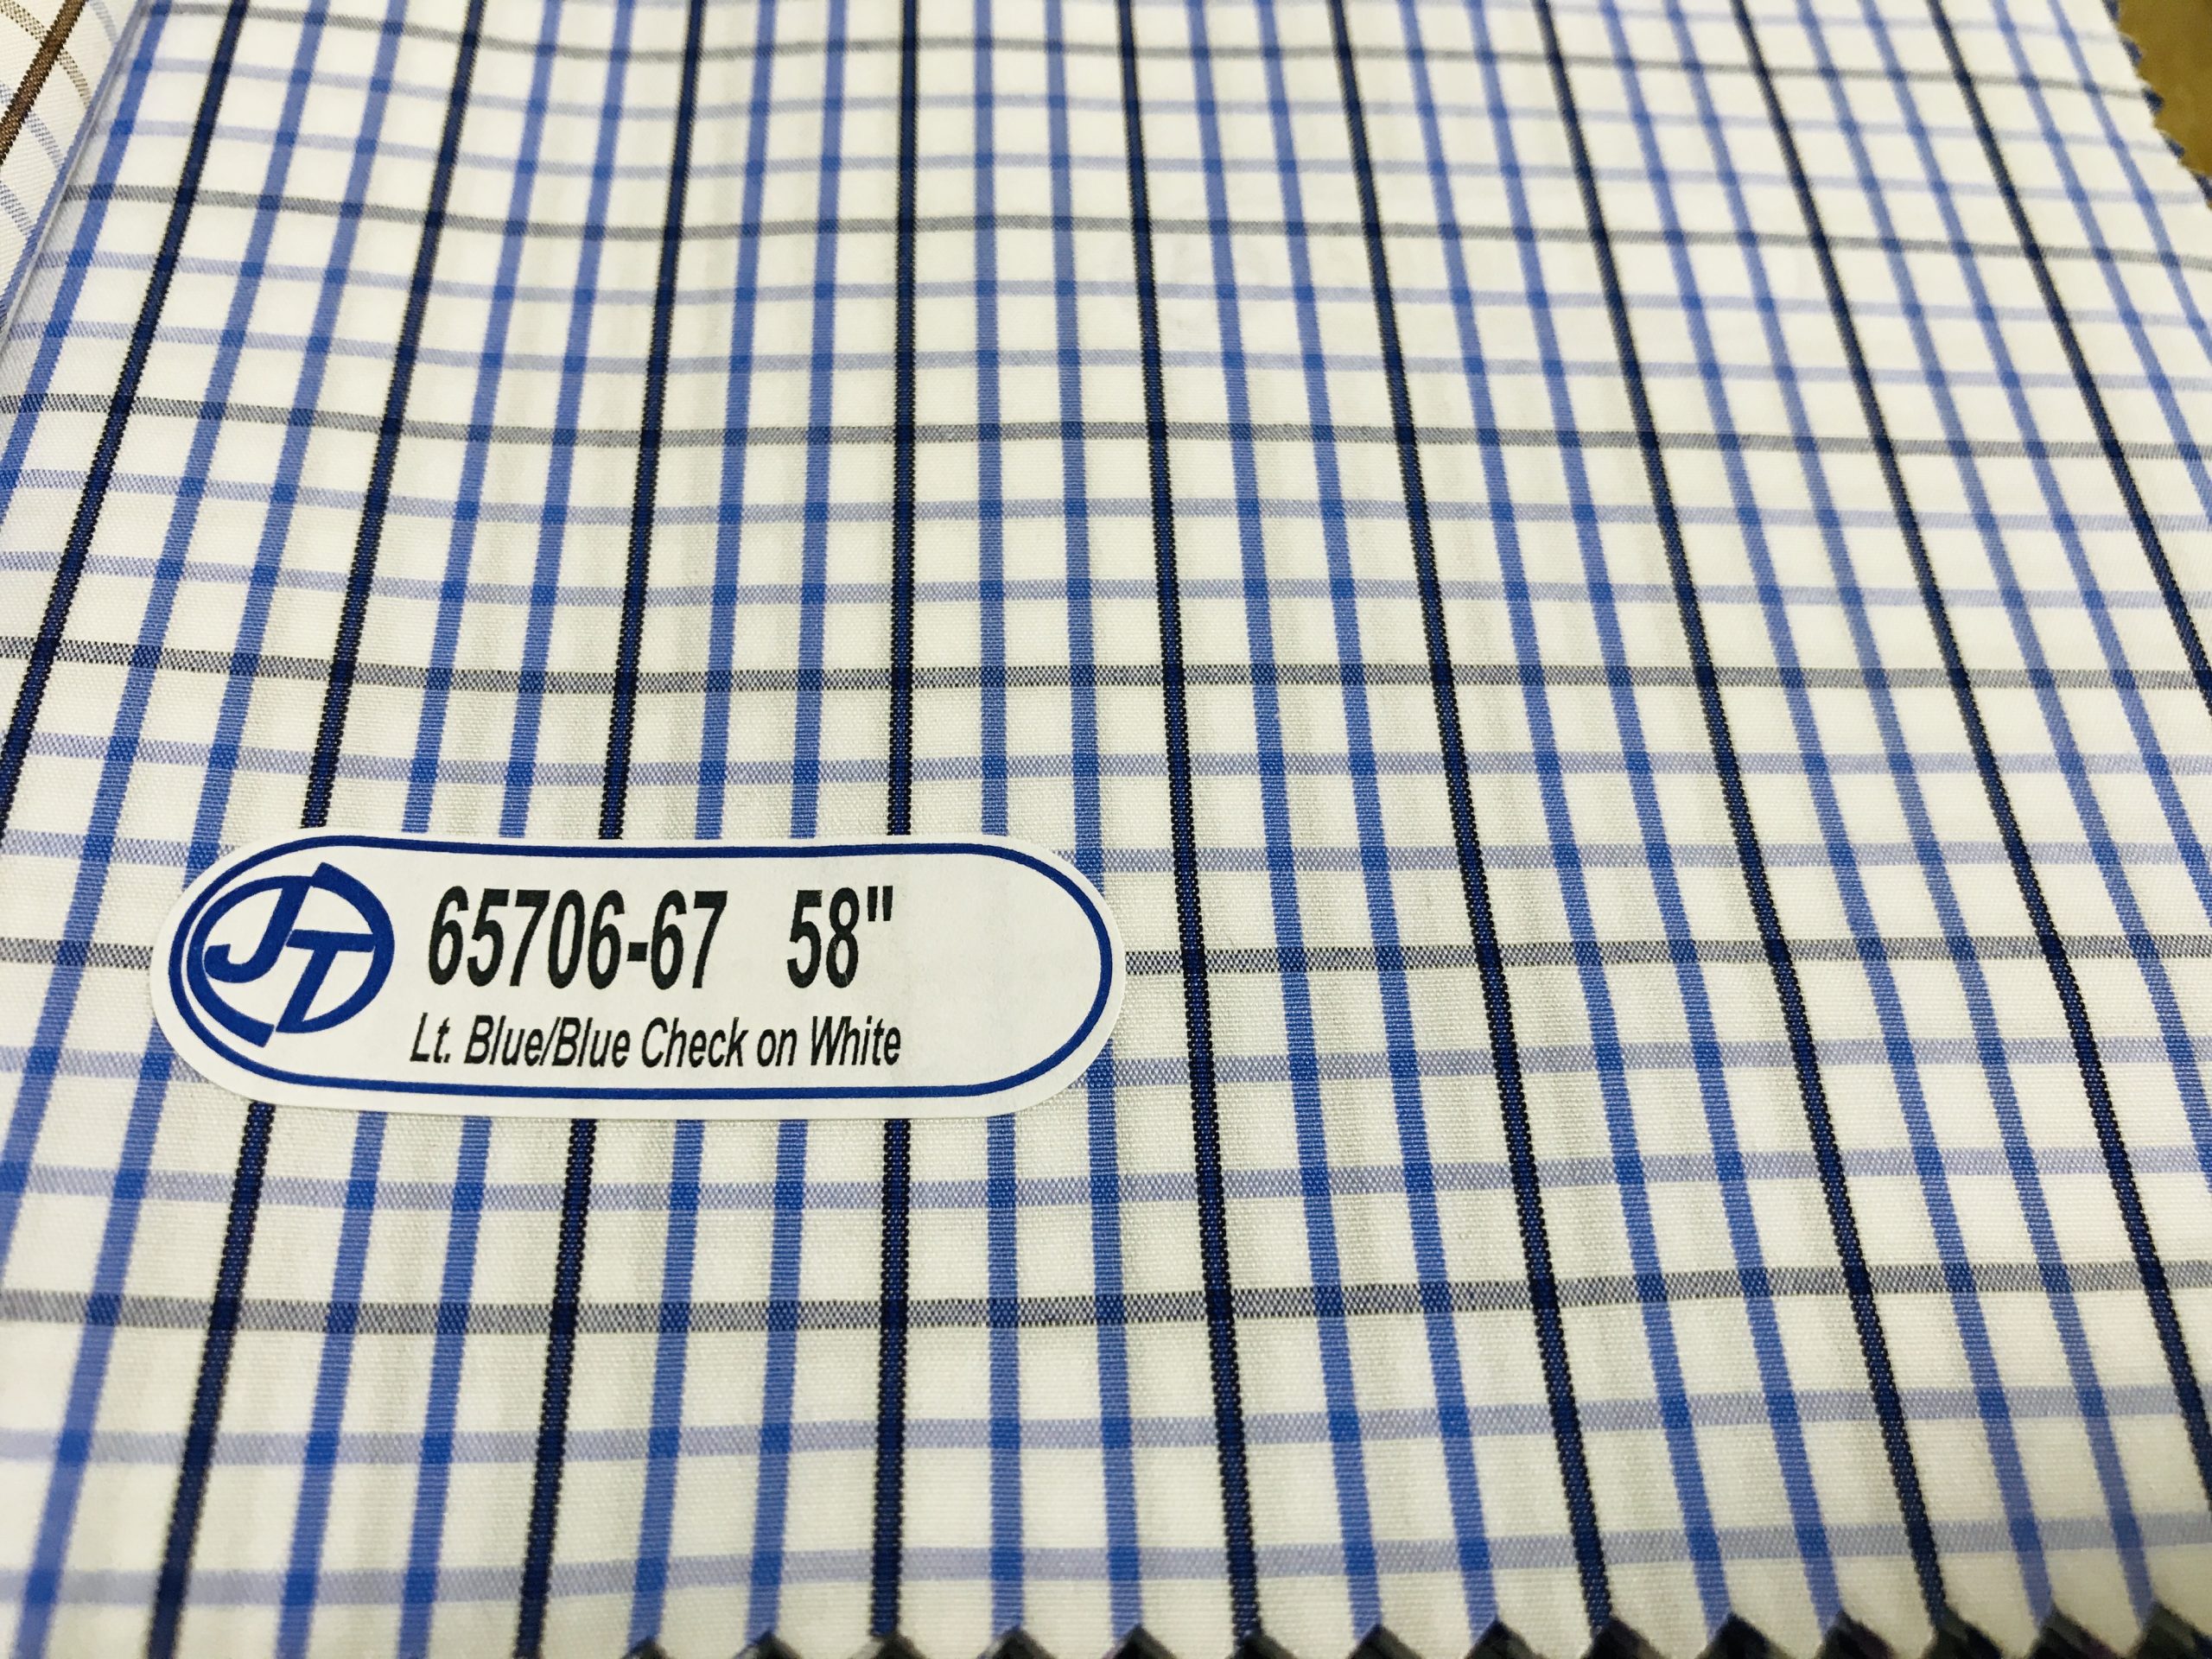 JT
65706-67 58"
Lt. Blue/Blue Check on White